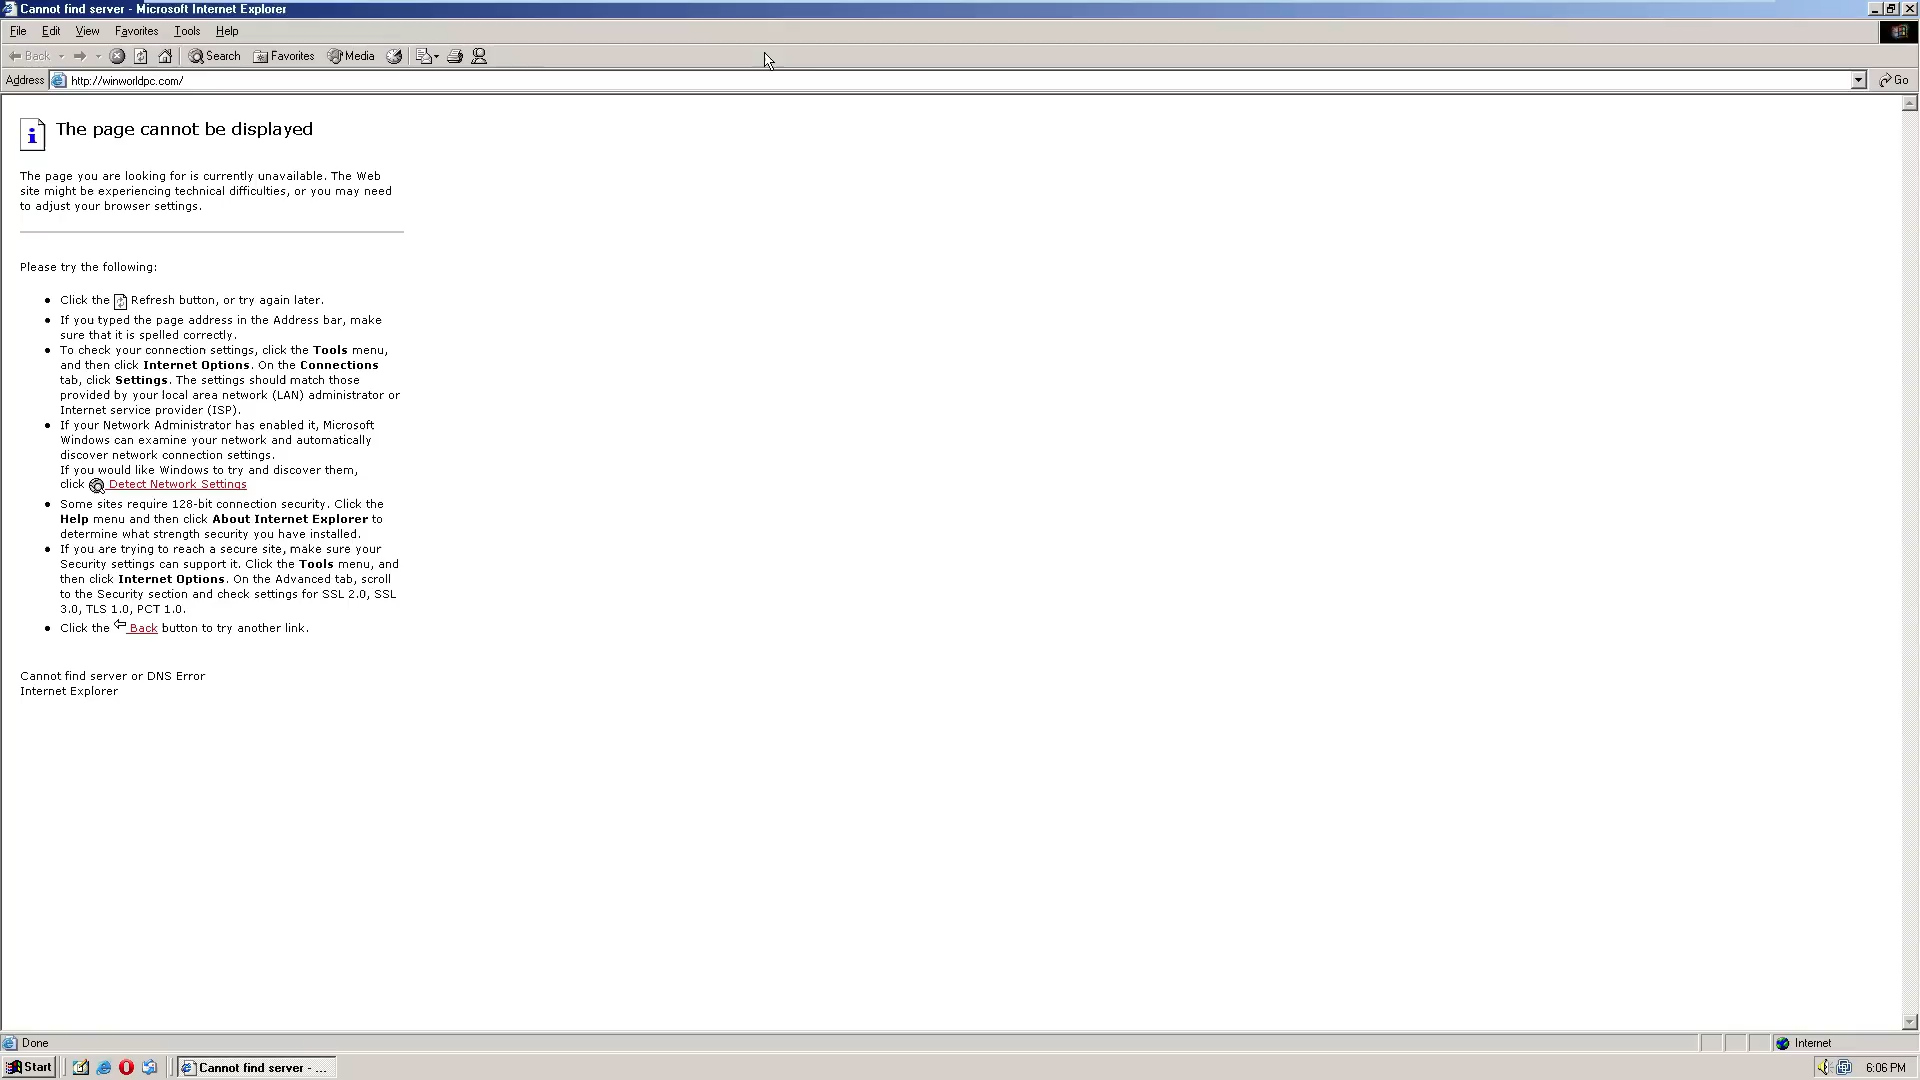 Cannot find server - Microsoft Internet Explorer
File Edit View Favorites Tools Help
Back Search Favorites Media
Address http://winworldpc.com/ Go
The page cannot be displayed
The page you are looking for is currently unavailable. The Web
site might be experiencing technical difficulties, or you may need
to adjust your browser settings.
Please try the following:
Click the Refresh button, or try again later.
If you typed the page address in the Address bar, make
sure that it is spelled correctly.
To check your connection settings, click the Tools menu,
and then click Internet Options. On the Connections
tab, click Settings. The settings should match those
provided by your local area network (LAN) administrator or
Internet service provider (ISP).
If your Network Administrator has enabled it, Microsoft
Windows can examine your network and automatically
discover network connection settings.
If you would like Windows to try and discover them,
click Detect Network Settings
Some sites require 128-bit connection security. Click the
Help menu and then click About Internet Explorer to
determine what strength security you have installed.
If you are trying to reach a secure site, make sure your
Security settings can support it. Click the Tools menu, and
then click Internet Options. On the Advanced tab, scroll
to the Security section and check settings for SSL 2.0, SSL
3.0, TLS 1.0, PCT 1.0.
Click the Back button to try another link.
Cannot find server or DNS Error
Internet Explorer
Done Internet
Start Cannot find server - ... 6:06 PM